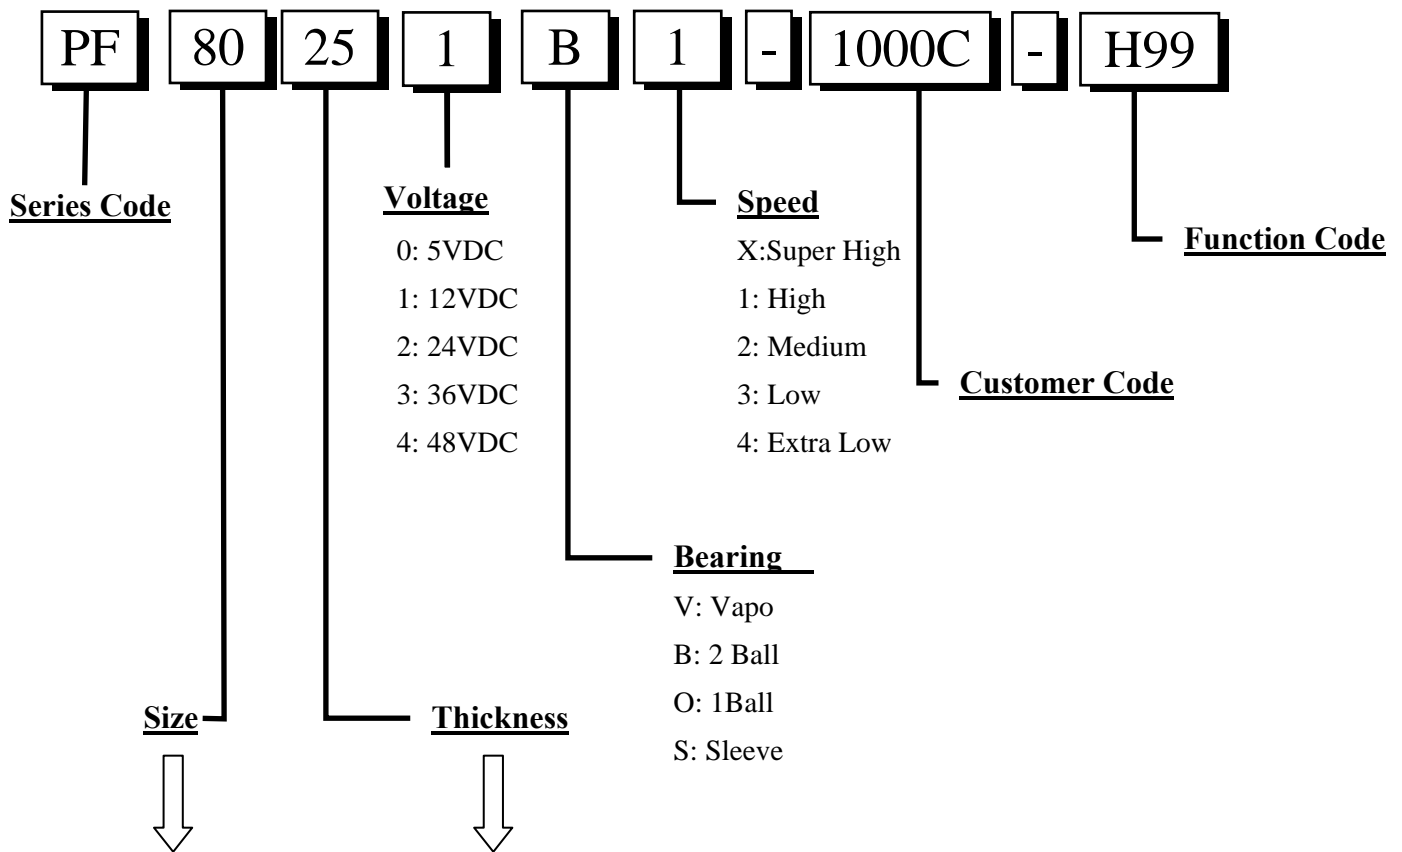 PF 80 25 1 B 1 - 1000C - H99
Series Code
Voltage
0: 5VDC
1: 12VDC
2: 24VDC
3: 36VDC
4: 48VDC
Speed
X:Super High
1: High
2: Medium
3: Low
4: Extra Low
Function Code
Customer Code
Bearing
V: Vapo
B: 2 Ball
O: 1Ball
S: Sleeve
Size
Thickness